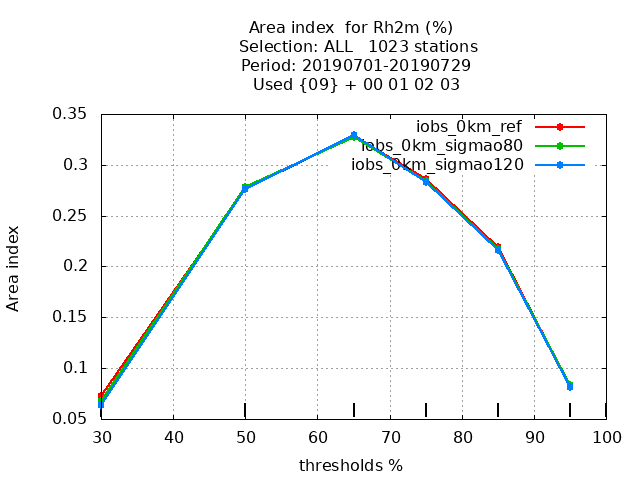 Area index  for Rh2m (%)
Selection: ALL   1023 stations
Period: 20190701-20190729
Used {09} + 00 01 02 03
iobs_0km_ref
iobs_0km_sigmao80
iobs_0km_sigmao120
0.35
0.3
0.25
0.2
0.15
0.1
0.05
Area index
30 40 50 60 70 80 90 100
thresholds %